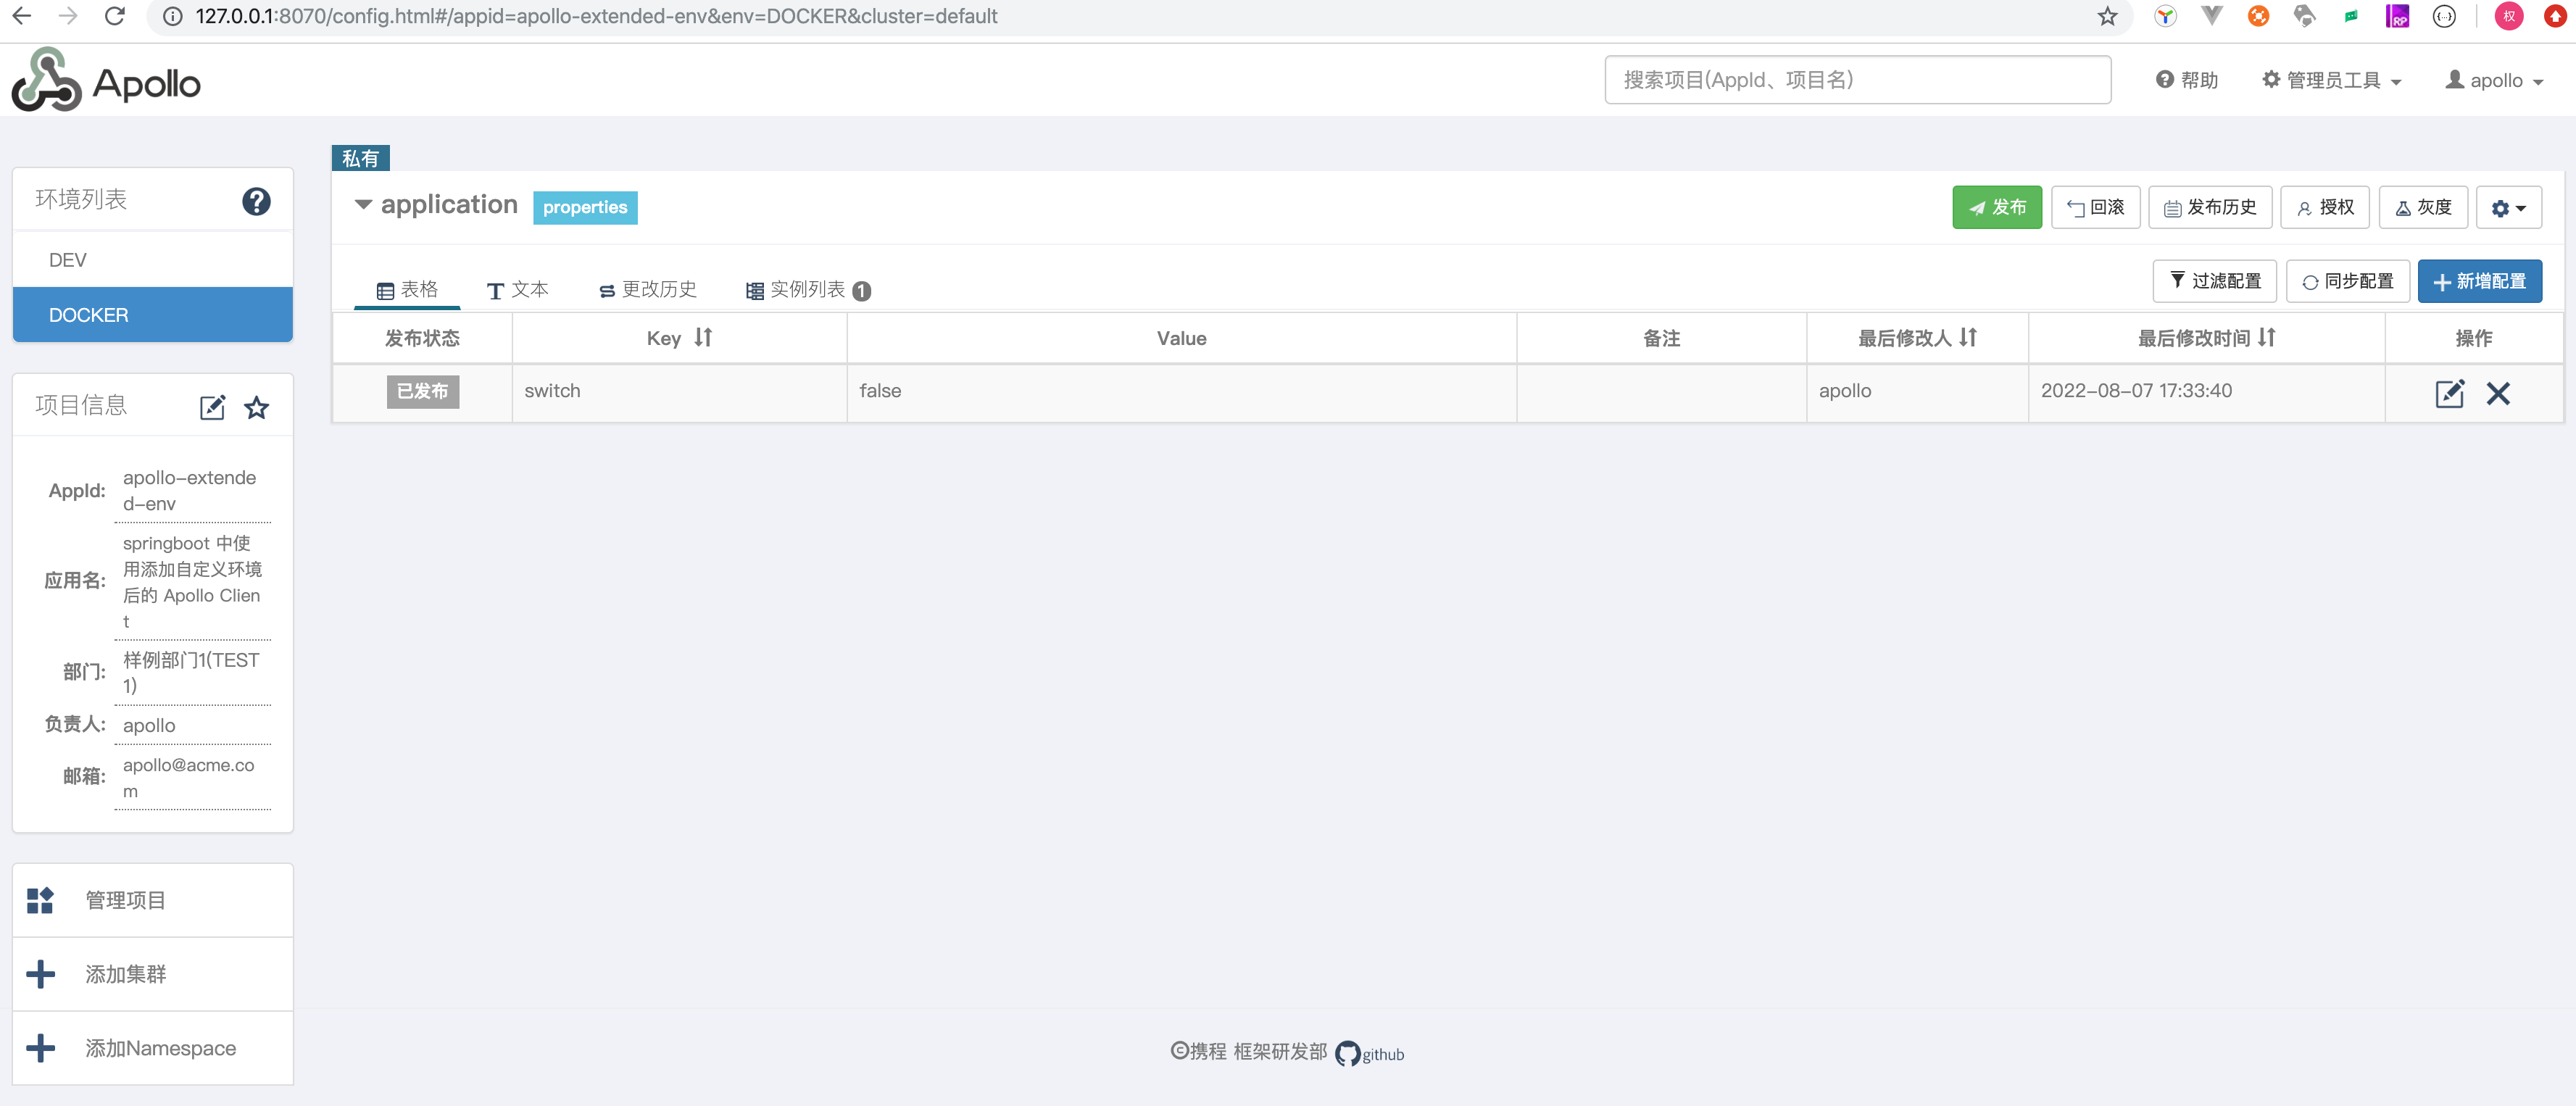 127.0.0.1:8070/config.html#/appid=apollo-extended-env&env=DOCKER&cluster=default
RP
{...}
权
Apollo
搜索项目(AppId、项目名)
帮助
管理员工具
apollo
环境列表
DEV
DOCKER
项目信息
AppId:
apollo-extende
d-env
应用名:
springboot 中使
用添加自定义环境
后的 Apollo Clien
t
部门:
样例部门1(TEST
1)
负责人:
apollo
邮箱:
apollo@acme.co
m
管理项目
添加集群
添加Namespace
私有
application
properties
发布
回滚
发布历史
授权
灰度
表格
文本
更改历史
实例列表 1
过滤配置
同步配置
新增配置
发布状态
Key
Value
备注
最后修改人
最后修改时间
操作
已发布
switch
false
apollo
2022-08-07 17:33:40
©携程 框架研发部 github